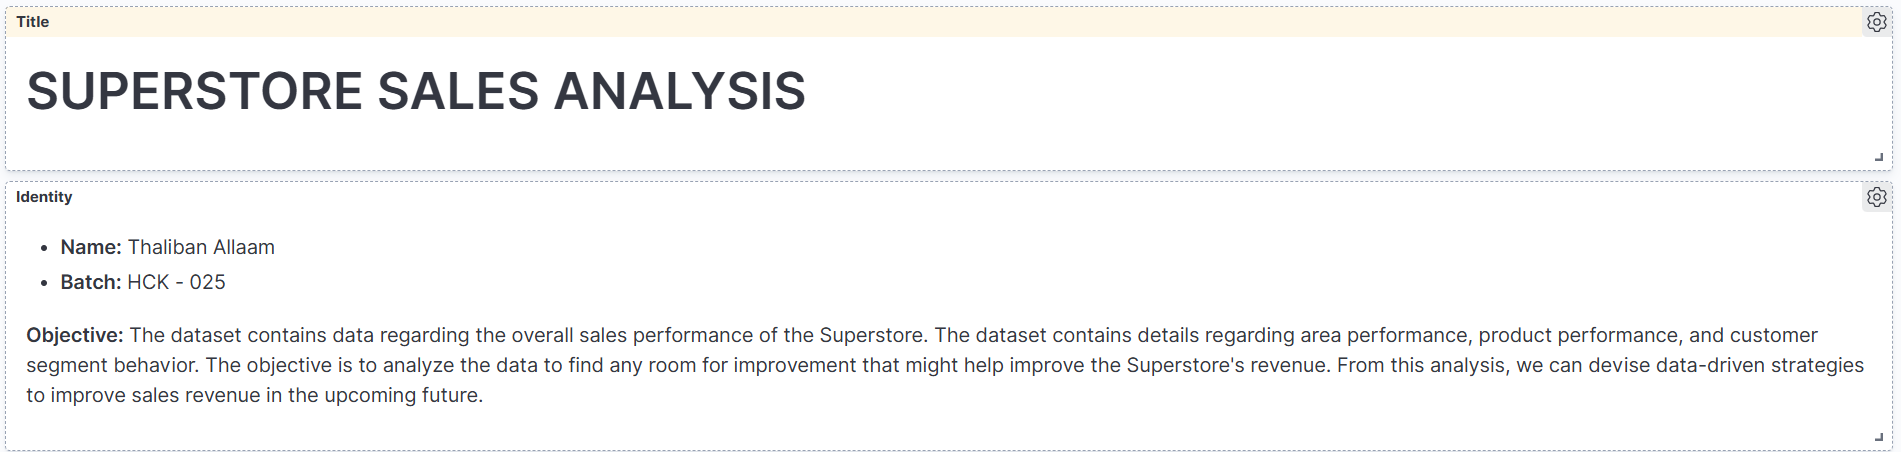 Title
SUPERSTORE SALES ANALYSIS
Identity
Name: Thaliban Allaam
Batch: HCK - 025
Objective: The dataset contains data regarding the overall sales performance of the Superstore. The dataset contains details regarding area performance, product performance, and customer
segment behavior. The objective is to analyze the data to find any room for improvement that might help improve the Superstore's revenue. From this analysis, we can devise data-driven strategies
to improve sales revenue in the upcoming future.